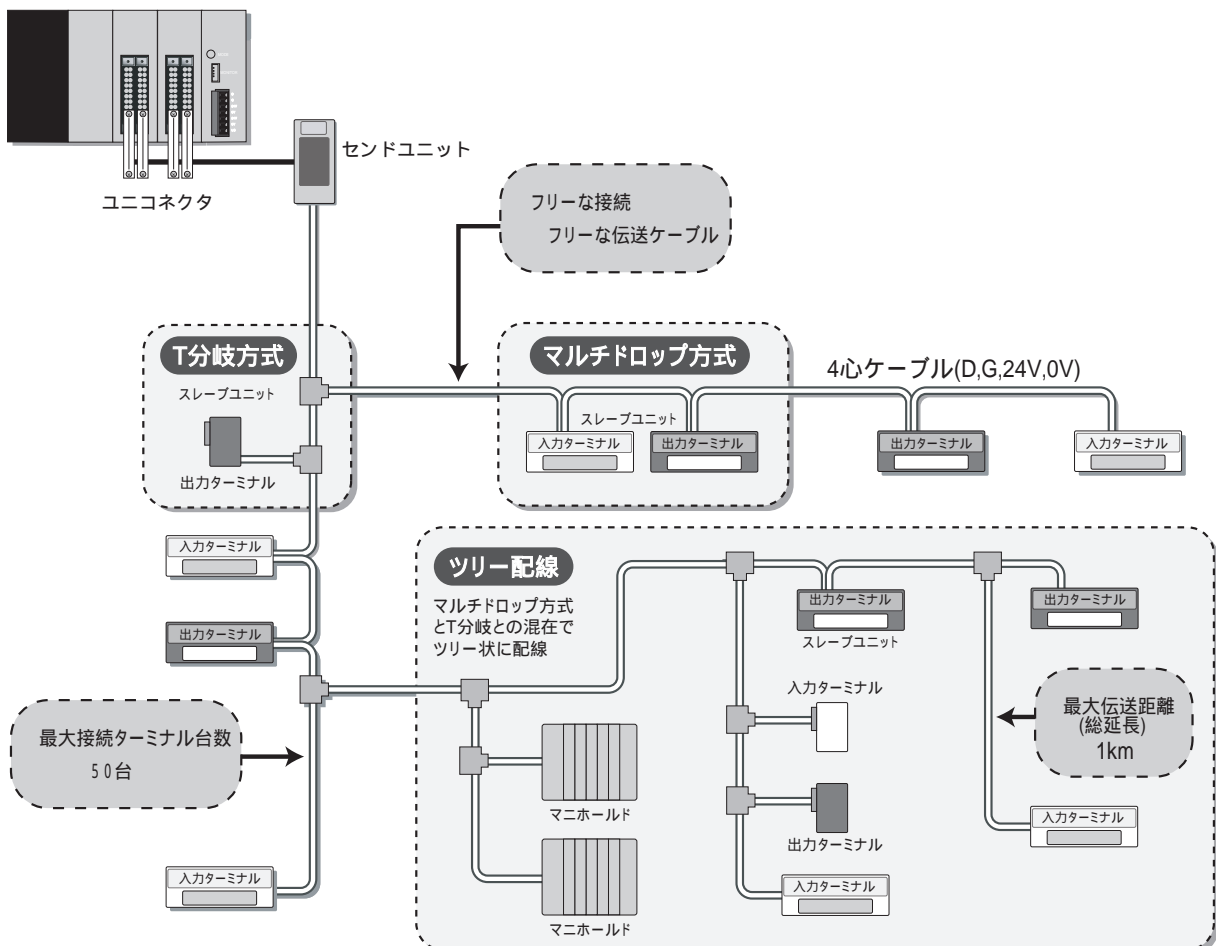 センドユニット
ユニコネクタ
フリーな接続
フリーな伝送ケーブル
T分岐方式
スレーブユニット
出力ターミナル
マルチドロップ方式
スレーブユニット
入力ターミナル
出力ターミナル
4心ケーブル(D,G,24V,0V)
出力ターミナル
入力ターミナル
入力ターミナル
出力ターミナル
最大接続ターミナル台数
50台
入力ターミナル
ツリー配線
マルチドロップ方式
とT分岐との混在で
ツリー状に配線
出力ターミナル
スレーブユニット
出力ターミナル
入力ターミナル
最大伝送距離
(総延長)
1km
マニホールド
出力ターミナル
入力ターミナル
入力ターミナル
マニホールド